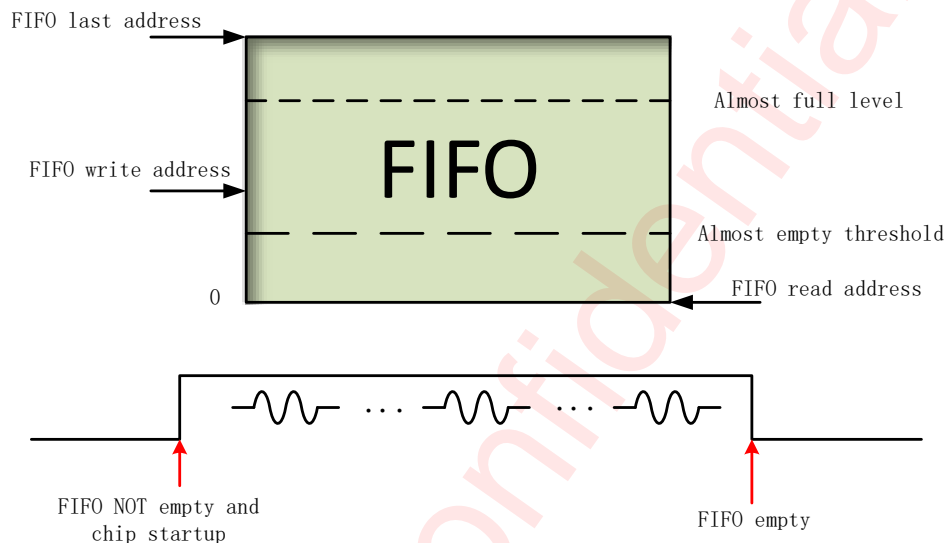 FIFO last address
Almost full level
FIFO
FIFO write address
Almost empty threshold
0
FIFO read address
... ...
FIFO NOT empty and
chip startup
FIFO empty
Confidential